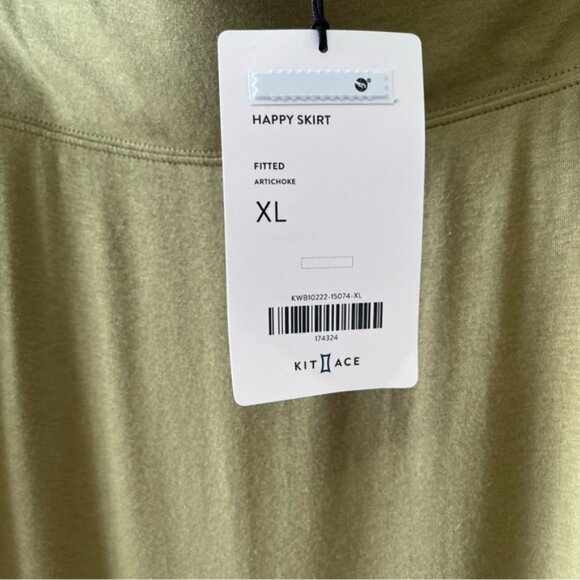 HAPPY SKIRT
FITTED
ARTICHOKE
XL
KWB10222-15074-XL
174324
KIT ACE